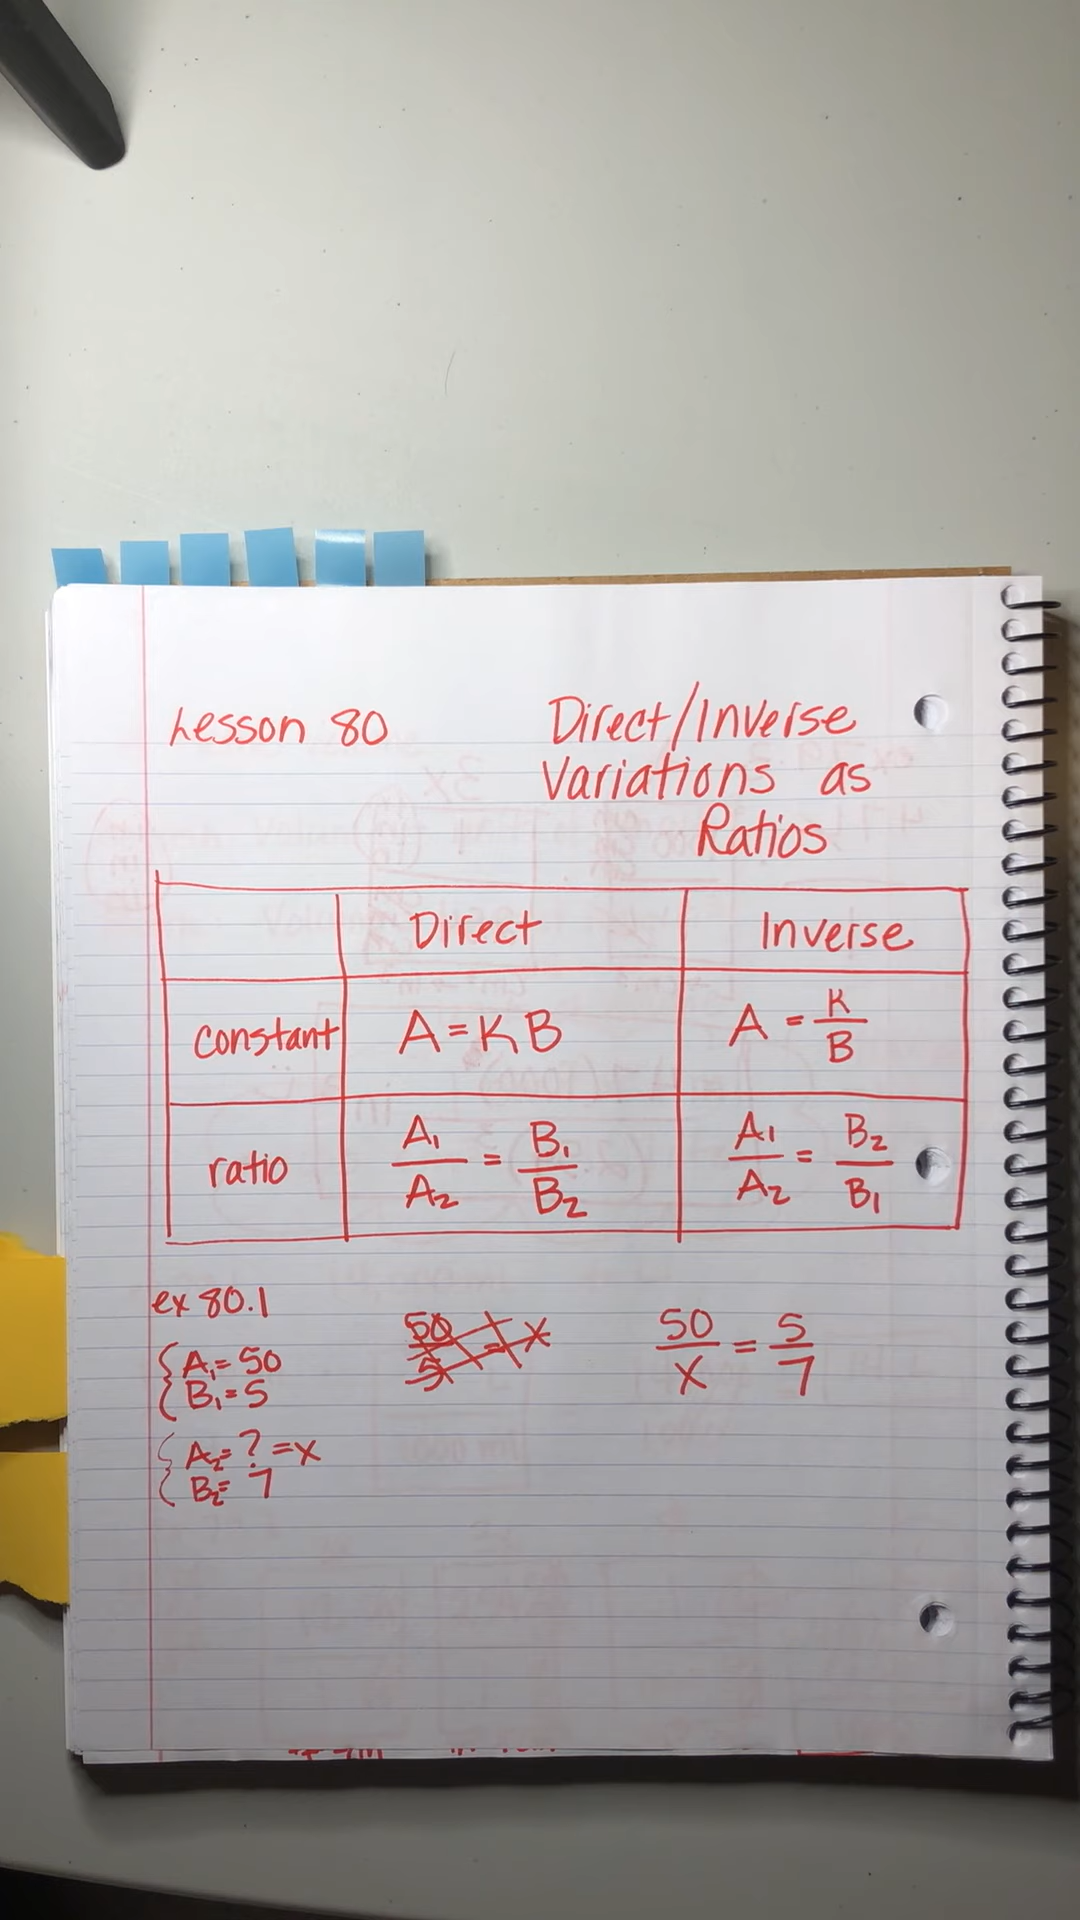 Lesson 80
Direct/Inverse
Variations as
Ratios
Direct Inverse
constant A = KB A = K/B
ratio A₁/A₂ = B₁/B₂ A₁/A₂ = B₂/B₁
ex 80.1
A₁= 50
B₁= 5
A₂= ? = x
B₂= 7
50/x = 5/7